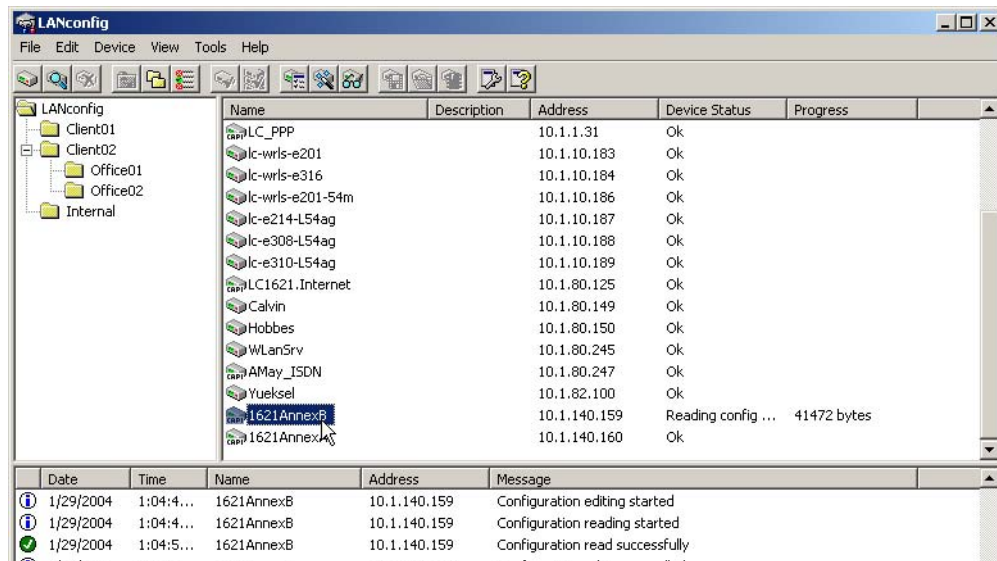 LANconfig
File Edit Device View Tools Help
LANconfig
Client01
Client02
Office01
Office02
Internal
Name Description Address Device Status Progress
LC_PPP 10.1.1.31 Ok
lc-wrls-e201 10.1.10.183 Ok
lc-wrls-e316 10.1.10.184 Ok
lc-wrls-e201-54m 10.1.10.186 Ok
lc-e214-L54ag 10.1.10.187 Ok
lc-e308-L54ag 10.1.10.188 Ok
lc-e310-L54ag 10.1.10.189 Ok
LC1621.Internet 10.1.80.125 Ok
Calvin 10.1.80.149 Ok
Hobbes 10.1.80.150 Ok
WLanSrv 10.1.80.245 Ok
AMay_ISDN 10.1.80.247 Ok
Yueksel 10.1.82.100 Ok
1621AnnexB 10.1.140.159 Reading config ... 41472 bytes
10.1.140.160 Ok
Date Time Name Address Message
1/29/2004 1:04:4... 1621AnnexB 10.1.140.159 Configuration editing started
1/29/2004 1:04:4... 1621AnnexB 10.1.140.159 Configuration reading started
1/29/2004 1:04:5... 1621AnnexB 10.1.140.159 Configuration read successfully